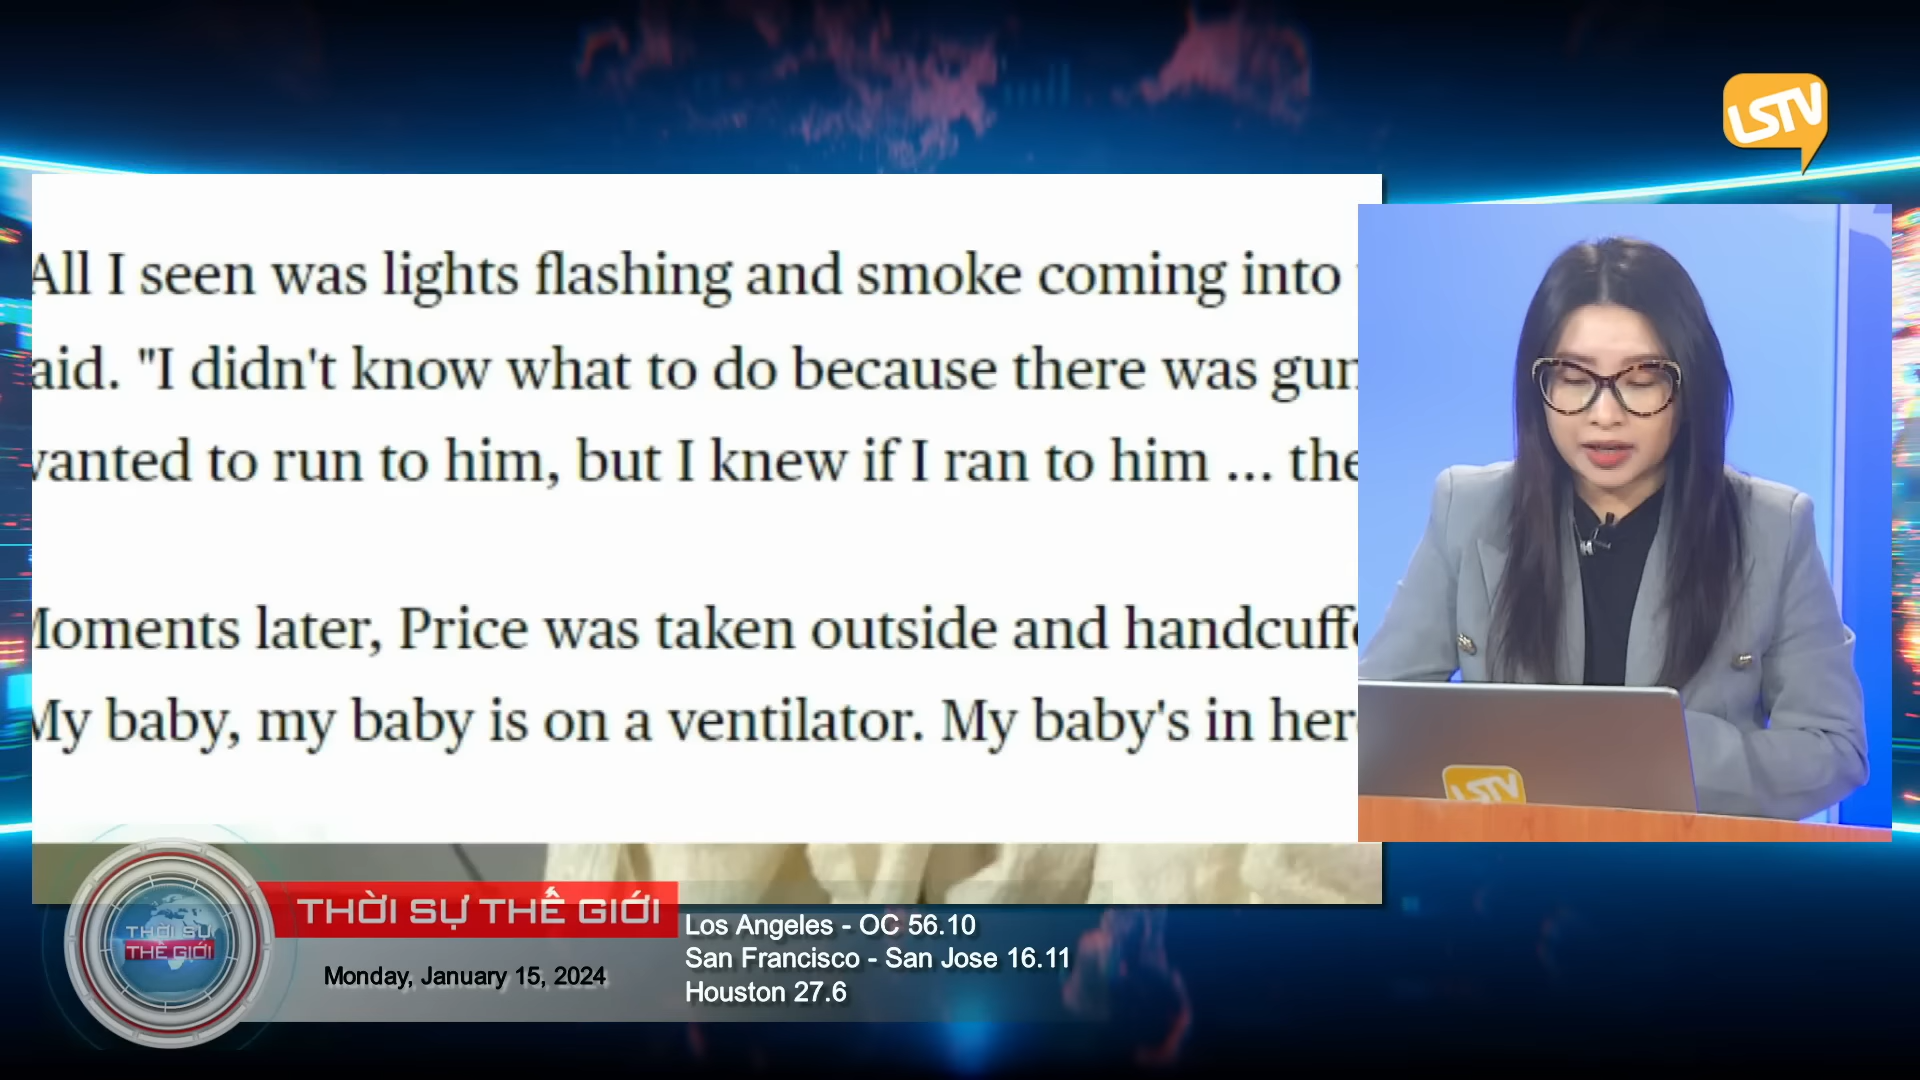 LSTV
All I seen was lights flashing and smoke coming into
aid. "I didn't know what to do because there was gun
wanted to run to him, but I knew if I ran to him ... the
Moments later, Price was taken outside and handcuffe
My baby, my baby is on a ventilator. My baby's in her
LSTV
THỜI SỰ THẾ GIỚI
THỜI SỰ
THẾ GIỚI
Monday, January 15, 2024
Los Angeles - OC 56.10
San Francisco - San Jose 16.11
Houston 27.6